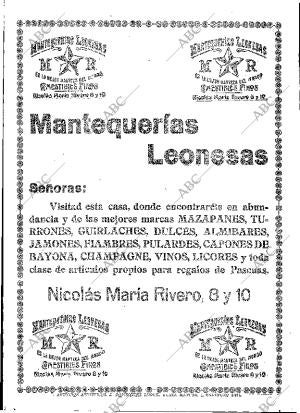 Mantequerías Leonesas
ES LA MEJOR MANTECA DEL MUNDO
M R
COMESTIBLES FINOS
Nicolás María Rivero 8 y 10
Mantequerías Leonesas
ES LA MEJOR MANTECA DEL MUNDO
M R
COMESTIBLES FINOS
Nicolás María Rivero 8 y 10
Mantequerías
Leonesas
Señoras:
Visitad esta casa, donde encontraréis en abun-
dancia y de las mejores marcas MAZAPANES, TU-
RRONES, GUIRLACHES, DULCES, ALMIBARES,
JAMONES, FIAMBRES, PULARDES, CAPONES DE
BAYONA, CHAMPAGNE, VINOS, LICORES y toda
clase de artículos propios para regalos de Pascuas.
Nicolás María Rivero, 8 y 10
Mantequerías Leonesas
ES LA MEJOR MANTECA DEL MUNDO
M R
COMESTIBLES FINOS
Nicolás María Rivero 8 y 10
Mantequerías Leonesas
ES LA MEJOR MANTECA DEL MUNDO
M R
COMESTIBLES FINOS
Nicolás María Rivero 8 y 10